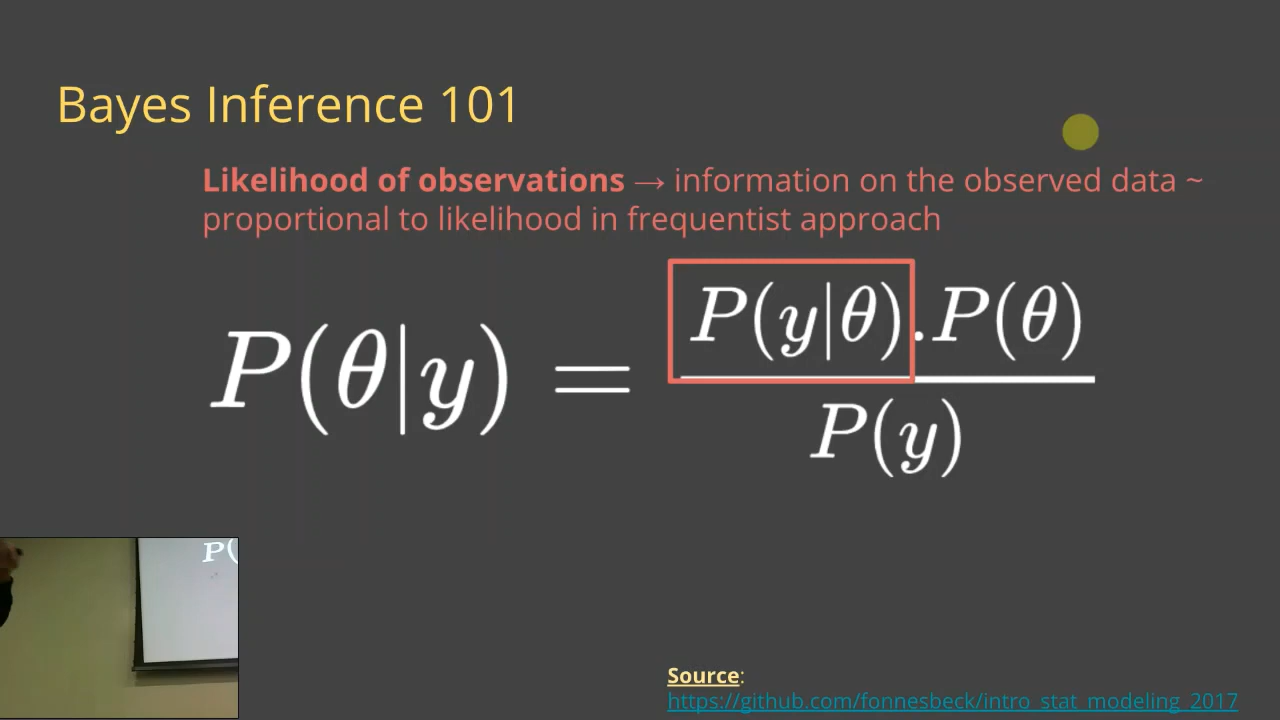 Bayes Inference 101
Likelihood of observations → information on the observed data ~
proportional to likelihood in frequentist approach
P(θ|y) = P(y|θ).P(θ)
P(y)
P(
Source:
https://github.com/fonnesbeck/intro_stat_modeling_2017